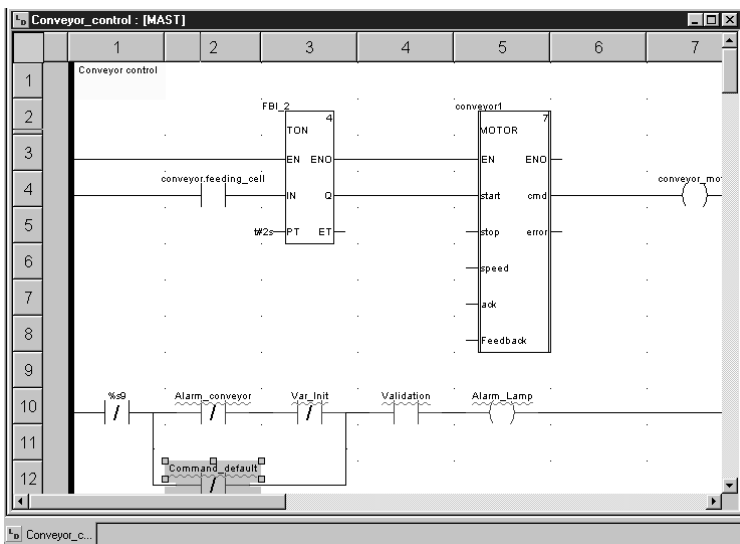 Conveyor_control : [MAST]
1 2 3 4 5 6 7
1 Conveyor control
FBI_2 conveyor1
2 4 7
TON MOTOR
3 EN ENO EN ENO
conveyor.feeding_cell conveyor_mo
4 IN Q start cmd
5 t#2s PT ET stop error
6 speed
7 ack
8 Feedback
9
%s9 Alarm_conveyor Var_Init Validation Alarm_Lamp
10
11
12 Command_default
Conveyor_c...